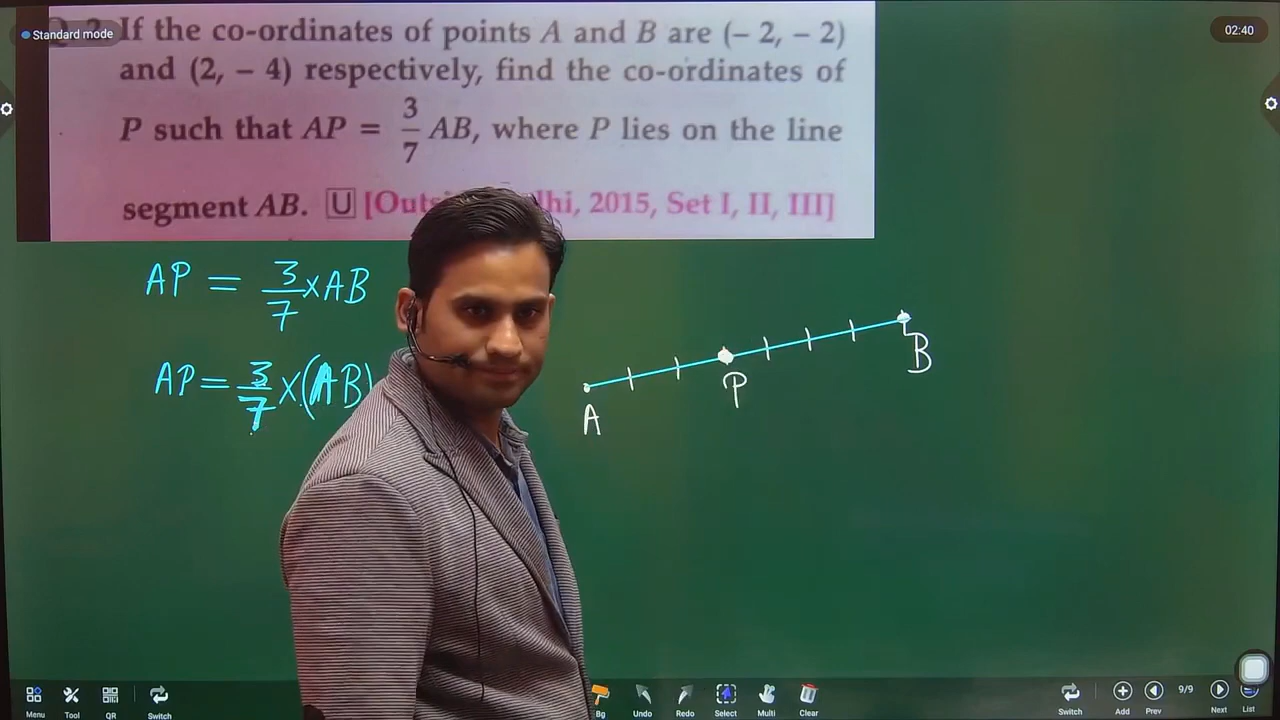 Standard mode
If the co-ordinates of points A and B are (– 2, – 2)
02:40
and (2, – 4) respectively, find the co-ordinates of
P such that AP = 3/7 AB, where P lies on the line
segment AB. U [Outs hi, 2015, Set I, II, III]
AP = 3/7 × AB
AP = 3/7 × (AB)
A P B
Menu Tool QR Switch Bg Undo Redo Select Multi Clear Switch Add Prev 9/9 Next List